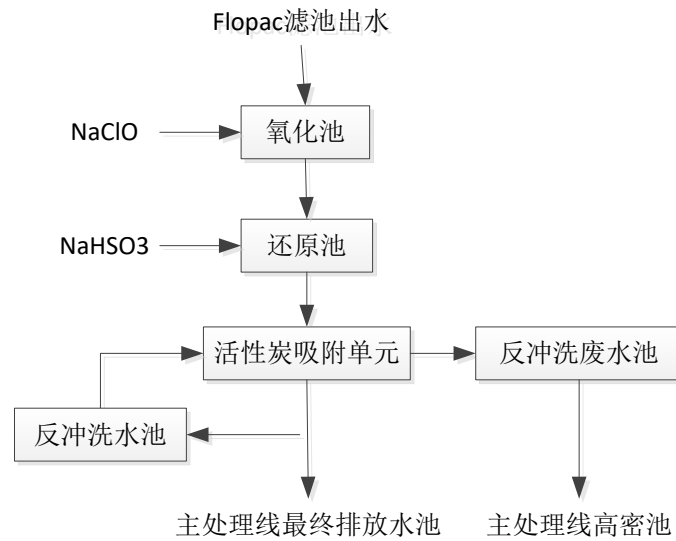 Flopac滤池出水
NaClO
氧化池
NaHSO3
还原池
活性炭吸附单元
反冲洗废水池
反冲洗水池
主处理线最终排放水池
主处理线高密池